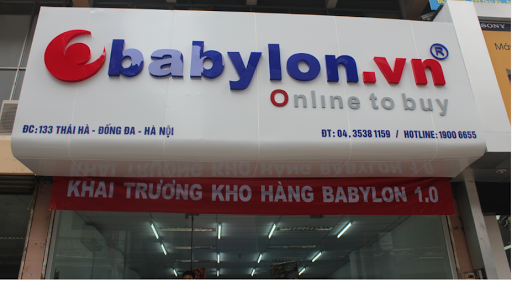 babylon.vn®
Online to buy
ĐC: 133 THÁI HÀ - ĐỐNG ĐA - HÀ NỘI
ĐT: 04. 3538 1159 / HOTLINE: 1900 6655
KHAI TRƯƠNG KHO HÀNG BABYLON 1.0
SONY